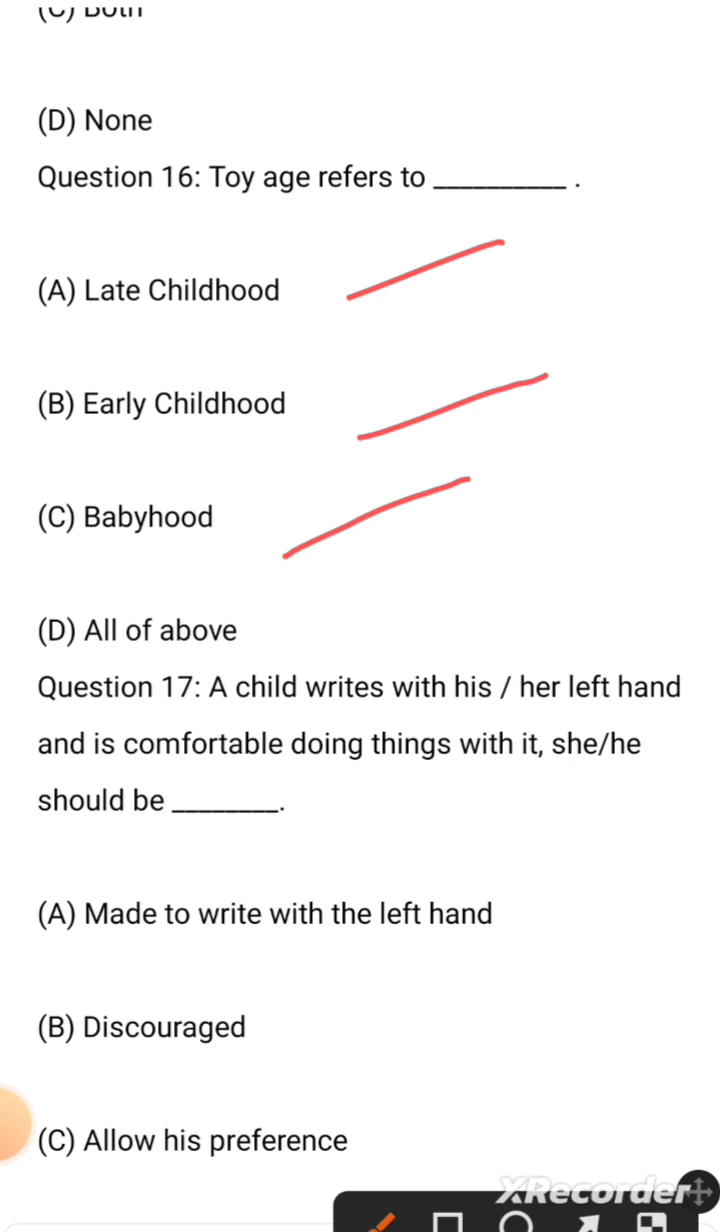 (C) Both
(D) None
Question 16: Toy age refers to __________ .
(A) Late Childhood
(B) Early Childhood
(C) Babyhood
(D) All of above
Question 17: A child writes with his / her left hand
and is comfortable doing things with it, she/he
should be ________.
(A) Made to write with the left hand
(B) Discouraged
(C) Allow his preference
XRecorder